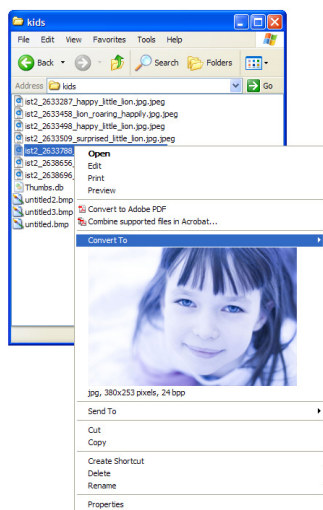 kids
File Edit View Favorites Tools Help
Back Search Folders
Address kids Go
ist2_2633287_happy_little_lion.jpg.jpeg
ist2_2633458_lion_roaring_happily.jpg.jpeg
ist2_2633498_happy_little_lion.jpg.jpeg
ist2_2633509_surprised_little_lion.jpg.jpeg
ist2_2633788
ist2_2638656_
ist2_2638696_
Thumbs.db
untitled2.bmp
untitled3.bmp
untitled.bmp
Open
Edit
Print
Preview
Convert to Adobe PDF
Combine supported files in Acrobat...
Convert To
jpg, 380x253 pixels, 24 bpp
Send To
Cut
Copy
Create Shortcut
Delete
Rename
Properties